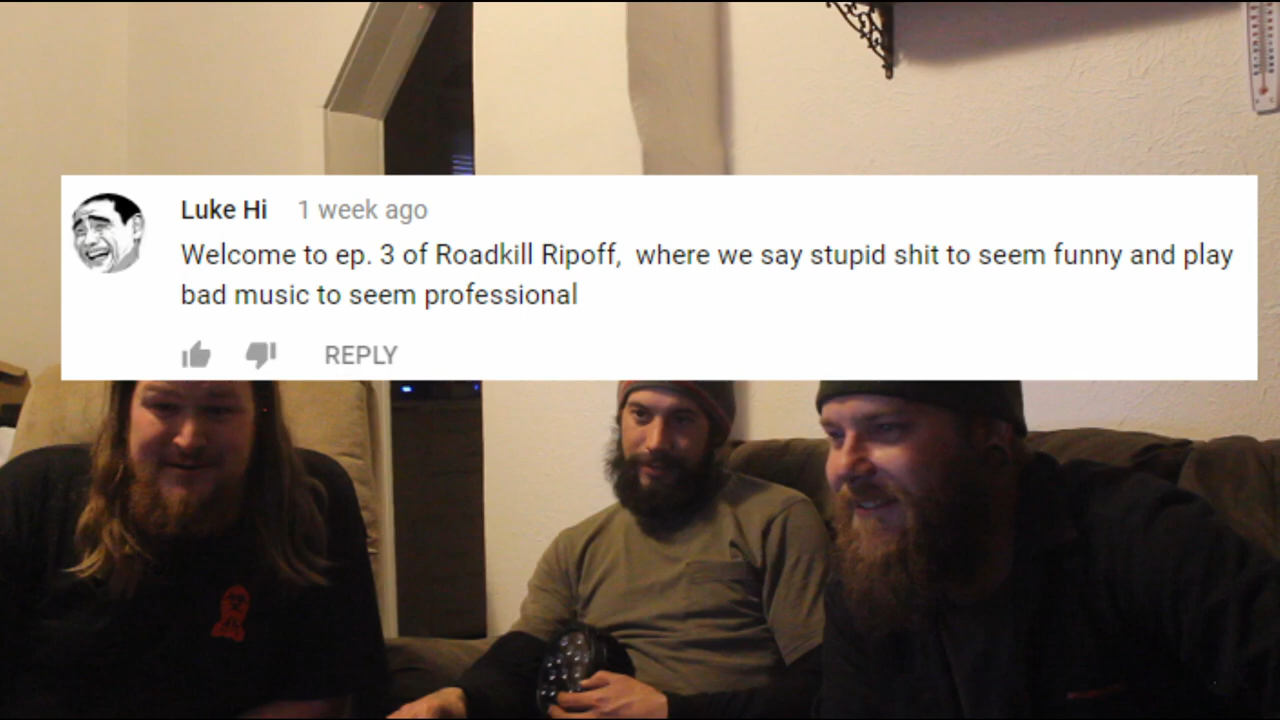 Luke Hi 1 week ago
Welcome to ep. 3 of Roadkill Ripoff, where we say stupid shit to seem funny and play
bad music to seem professional
REPLY